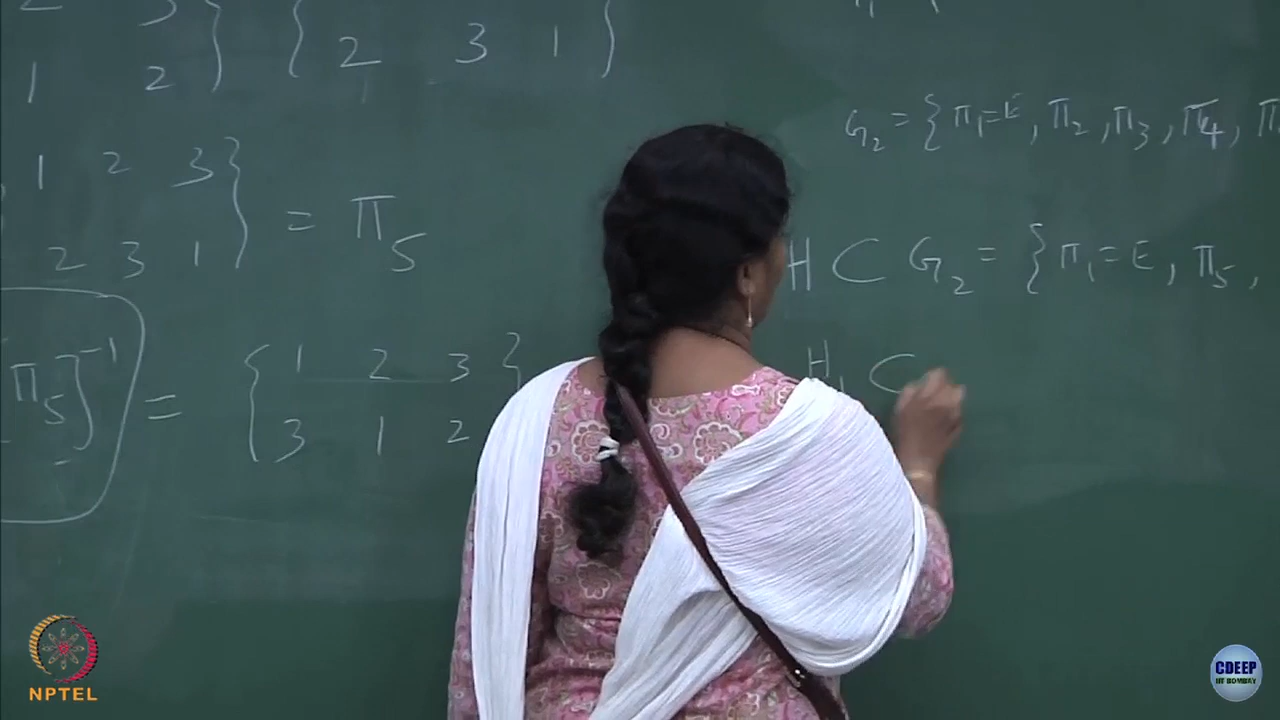 3 } { 2 3 1 }
1 2
G₂ = { π₁=E, π₂, π₃, π₄, π
1 2 3 }
2 3 1 } = π₅
H ⊂ G₂ = { π₁=E, π₅,
π₅]⁻¹ = { 1 2 3 }
3 1 2
H₁ ⊂
NPTEL
CDEEP
IIT BOMBAY